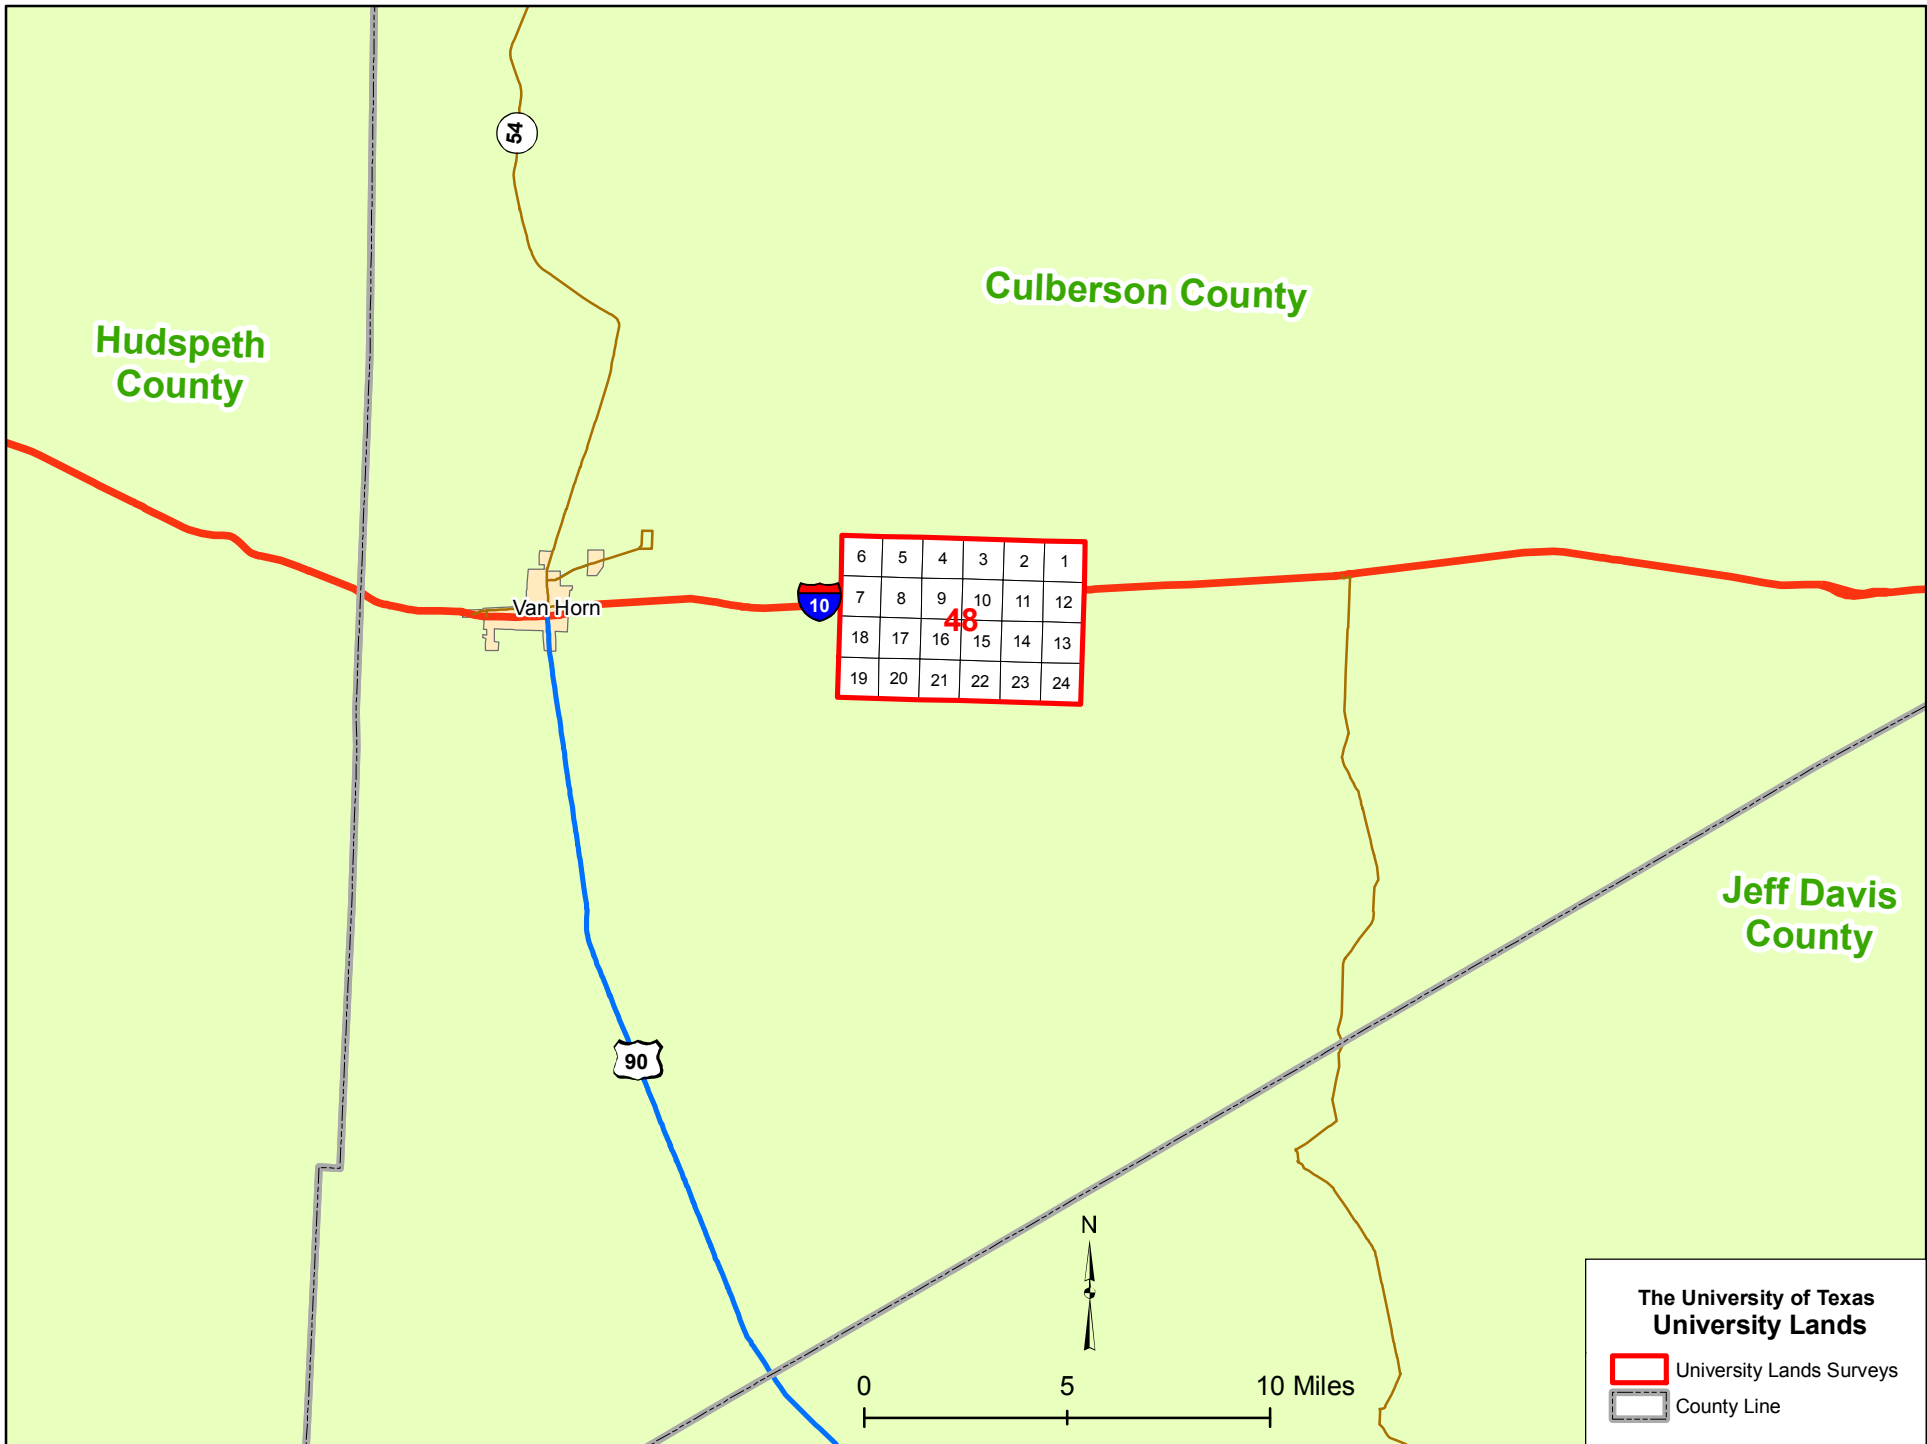 54
Culberson County
Hudspeth
County
6 5 4 3 2 1
7 8 9 10 11 12
10
Van Horn
48
18 17 16 15 14 13
19 20 21 22 23 24
Jeff Davis
County
90
N
0 5 10 Miles
The University of Texas
University Lands
University Lands Surveys
County Line